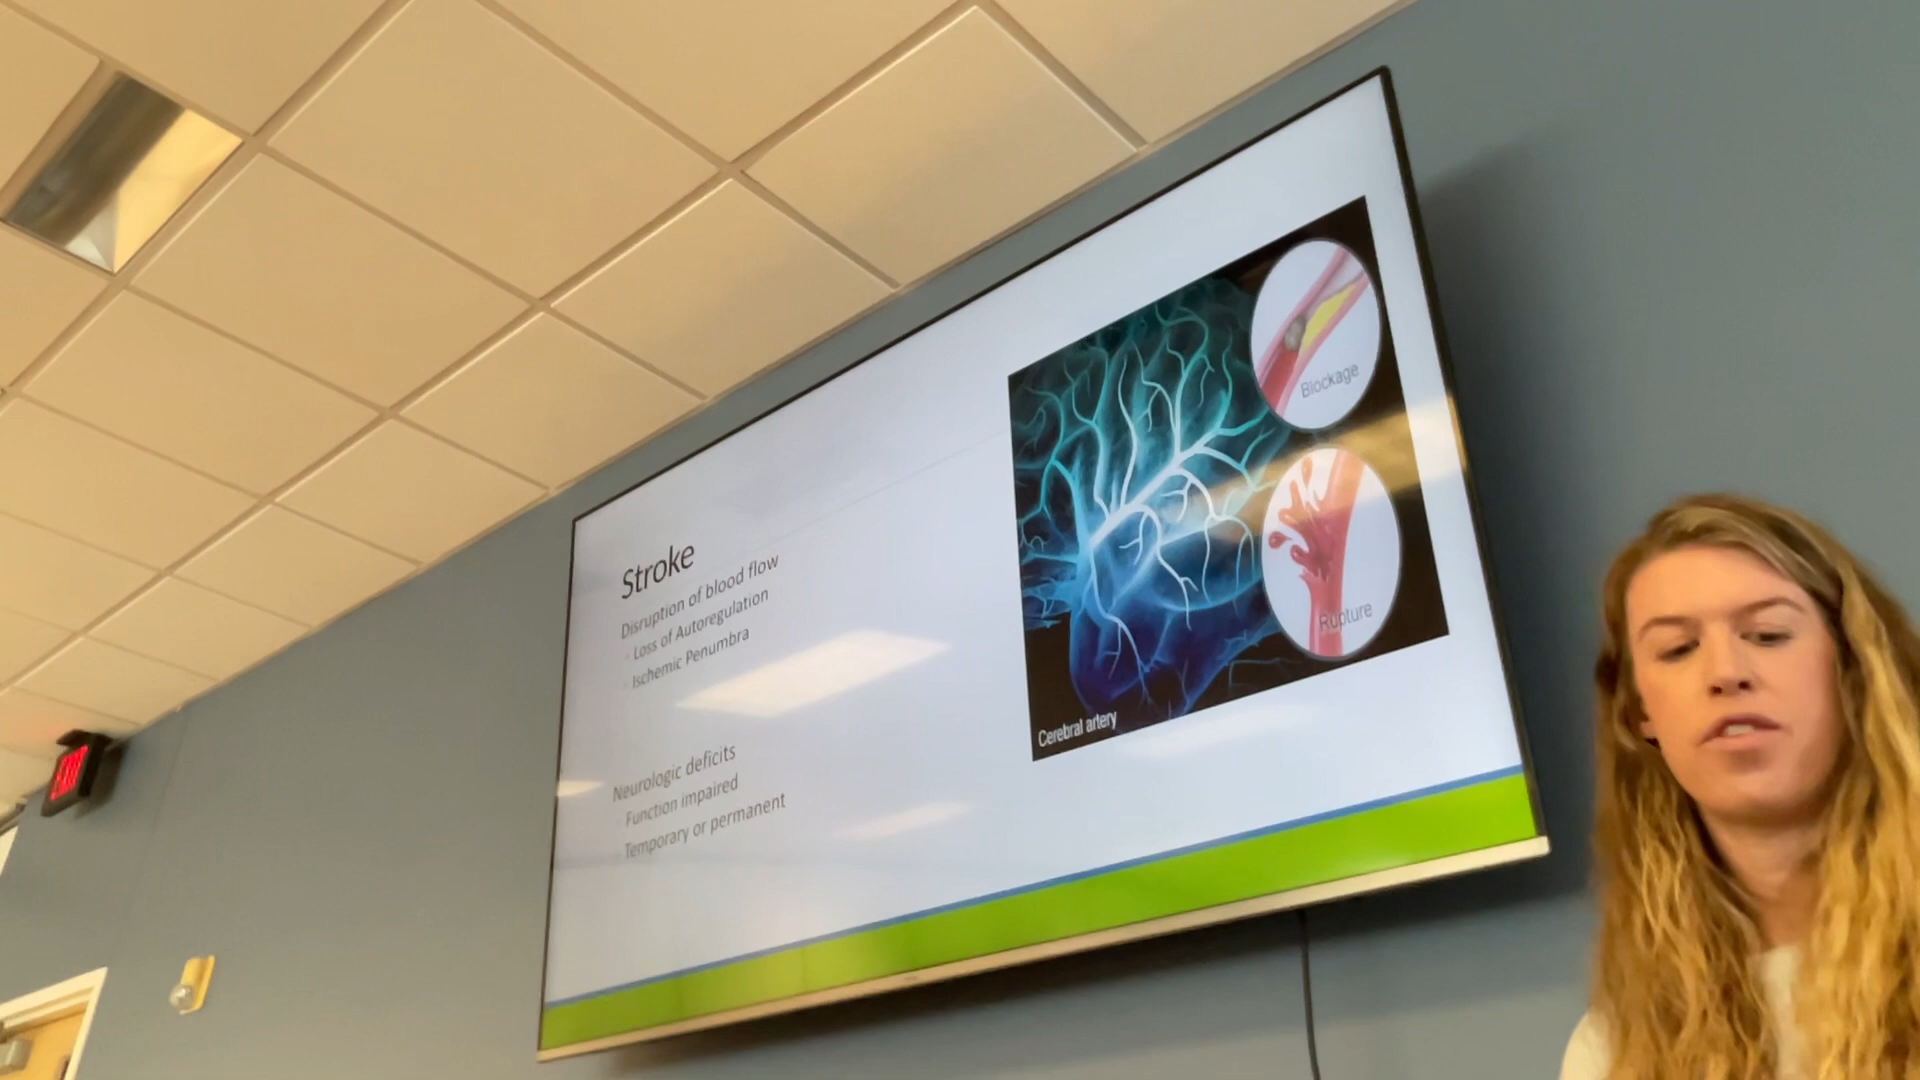 Stroke
Disruption of blood flow
Loss of Autoregulation
Ischemic Penumbra
Neurologic deficits
Function impaired
Temporary or permanent
Blockage
Rupture
Cerebral artery